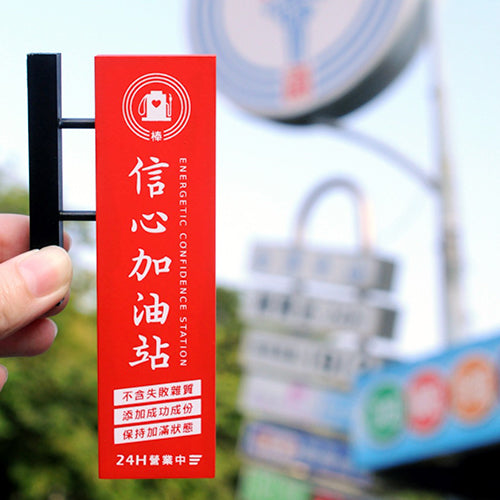 棒
信心加油站
ENERGETIC CONFIDENCE STATION
不含失敗雜質
添加成功成份
保持加滿狀態
24H營業中